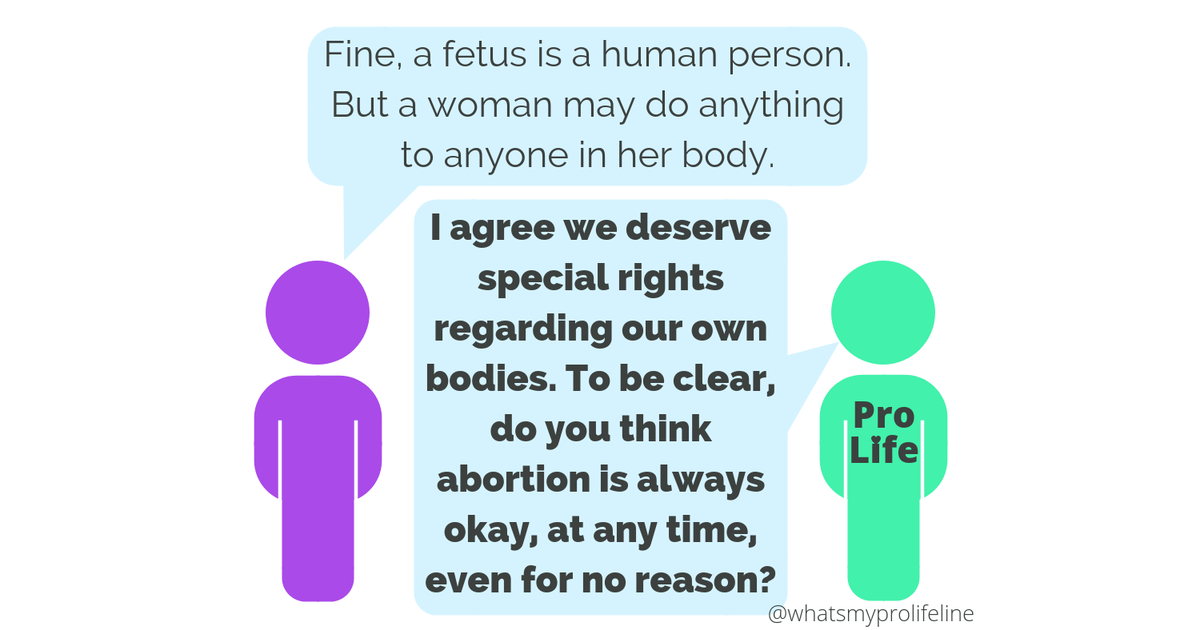 Fine, a fetus is a human person.
But a woman may do anything
to anyone in her body.
I agree we deserve
special rights
regarding our own
bodies. To be clear,
do you think
abortion is always
okay, at any time,
even for no reason?
Pro
Life
@whatsmyprolifeline